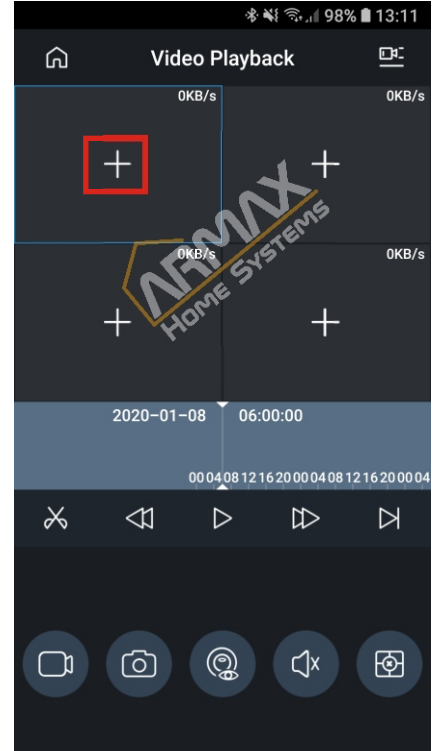 98% 13:11
Video Playback
0KB/s 0KB/s
ARMAX
HOME SYSTEMS
0KB/s 0KB/s
2020-01-08 06:00:00
00 04 08 12 16 20 00 04 08 12 16 20 00 04